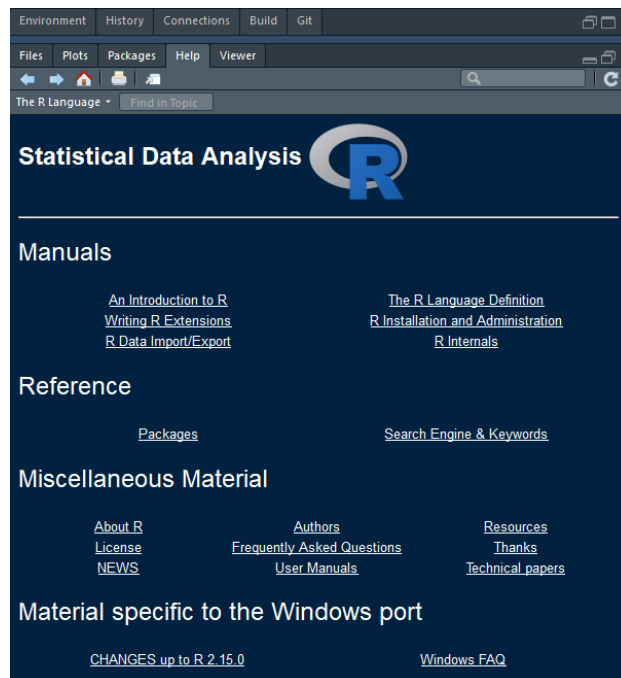 Environment History Connections Build Git
Files Plots Packages Help Viewer
The R Language Find in Topic
Statistical Data Analysis R
Manuals
An Introduction to R The R Language Definition
Writing R Extensions R Installation and Administration
R Data Import/Export R Internals
Reference
Packages Search Engine & Keywords
Miscellaneous Material
About R Authors Resources
License Frequently Asked Questions Thanks
NEWS User Manuals Technical papers
Material specific to the Windows port
CHANGES up to R 2.15.0 Windows FAQ